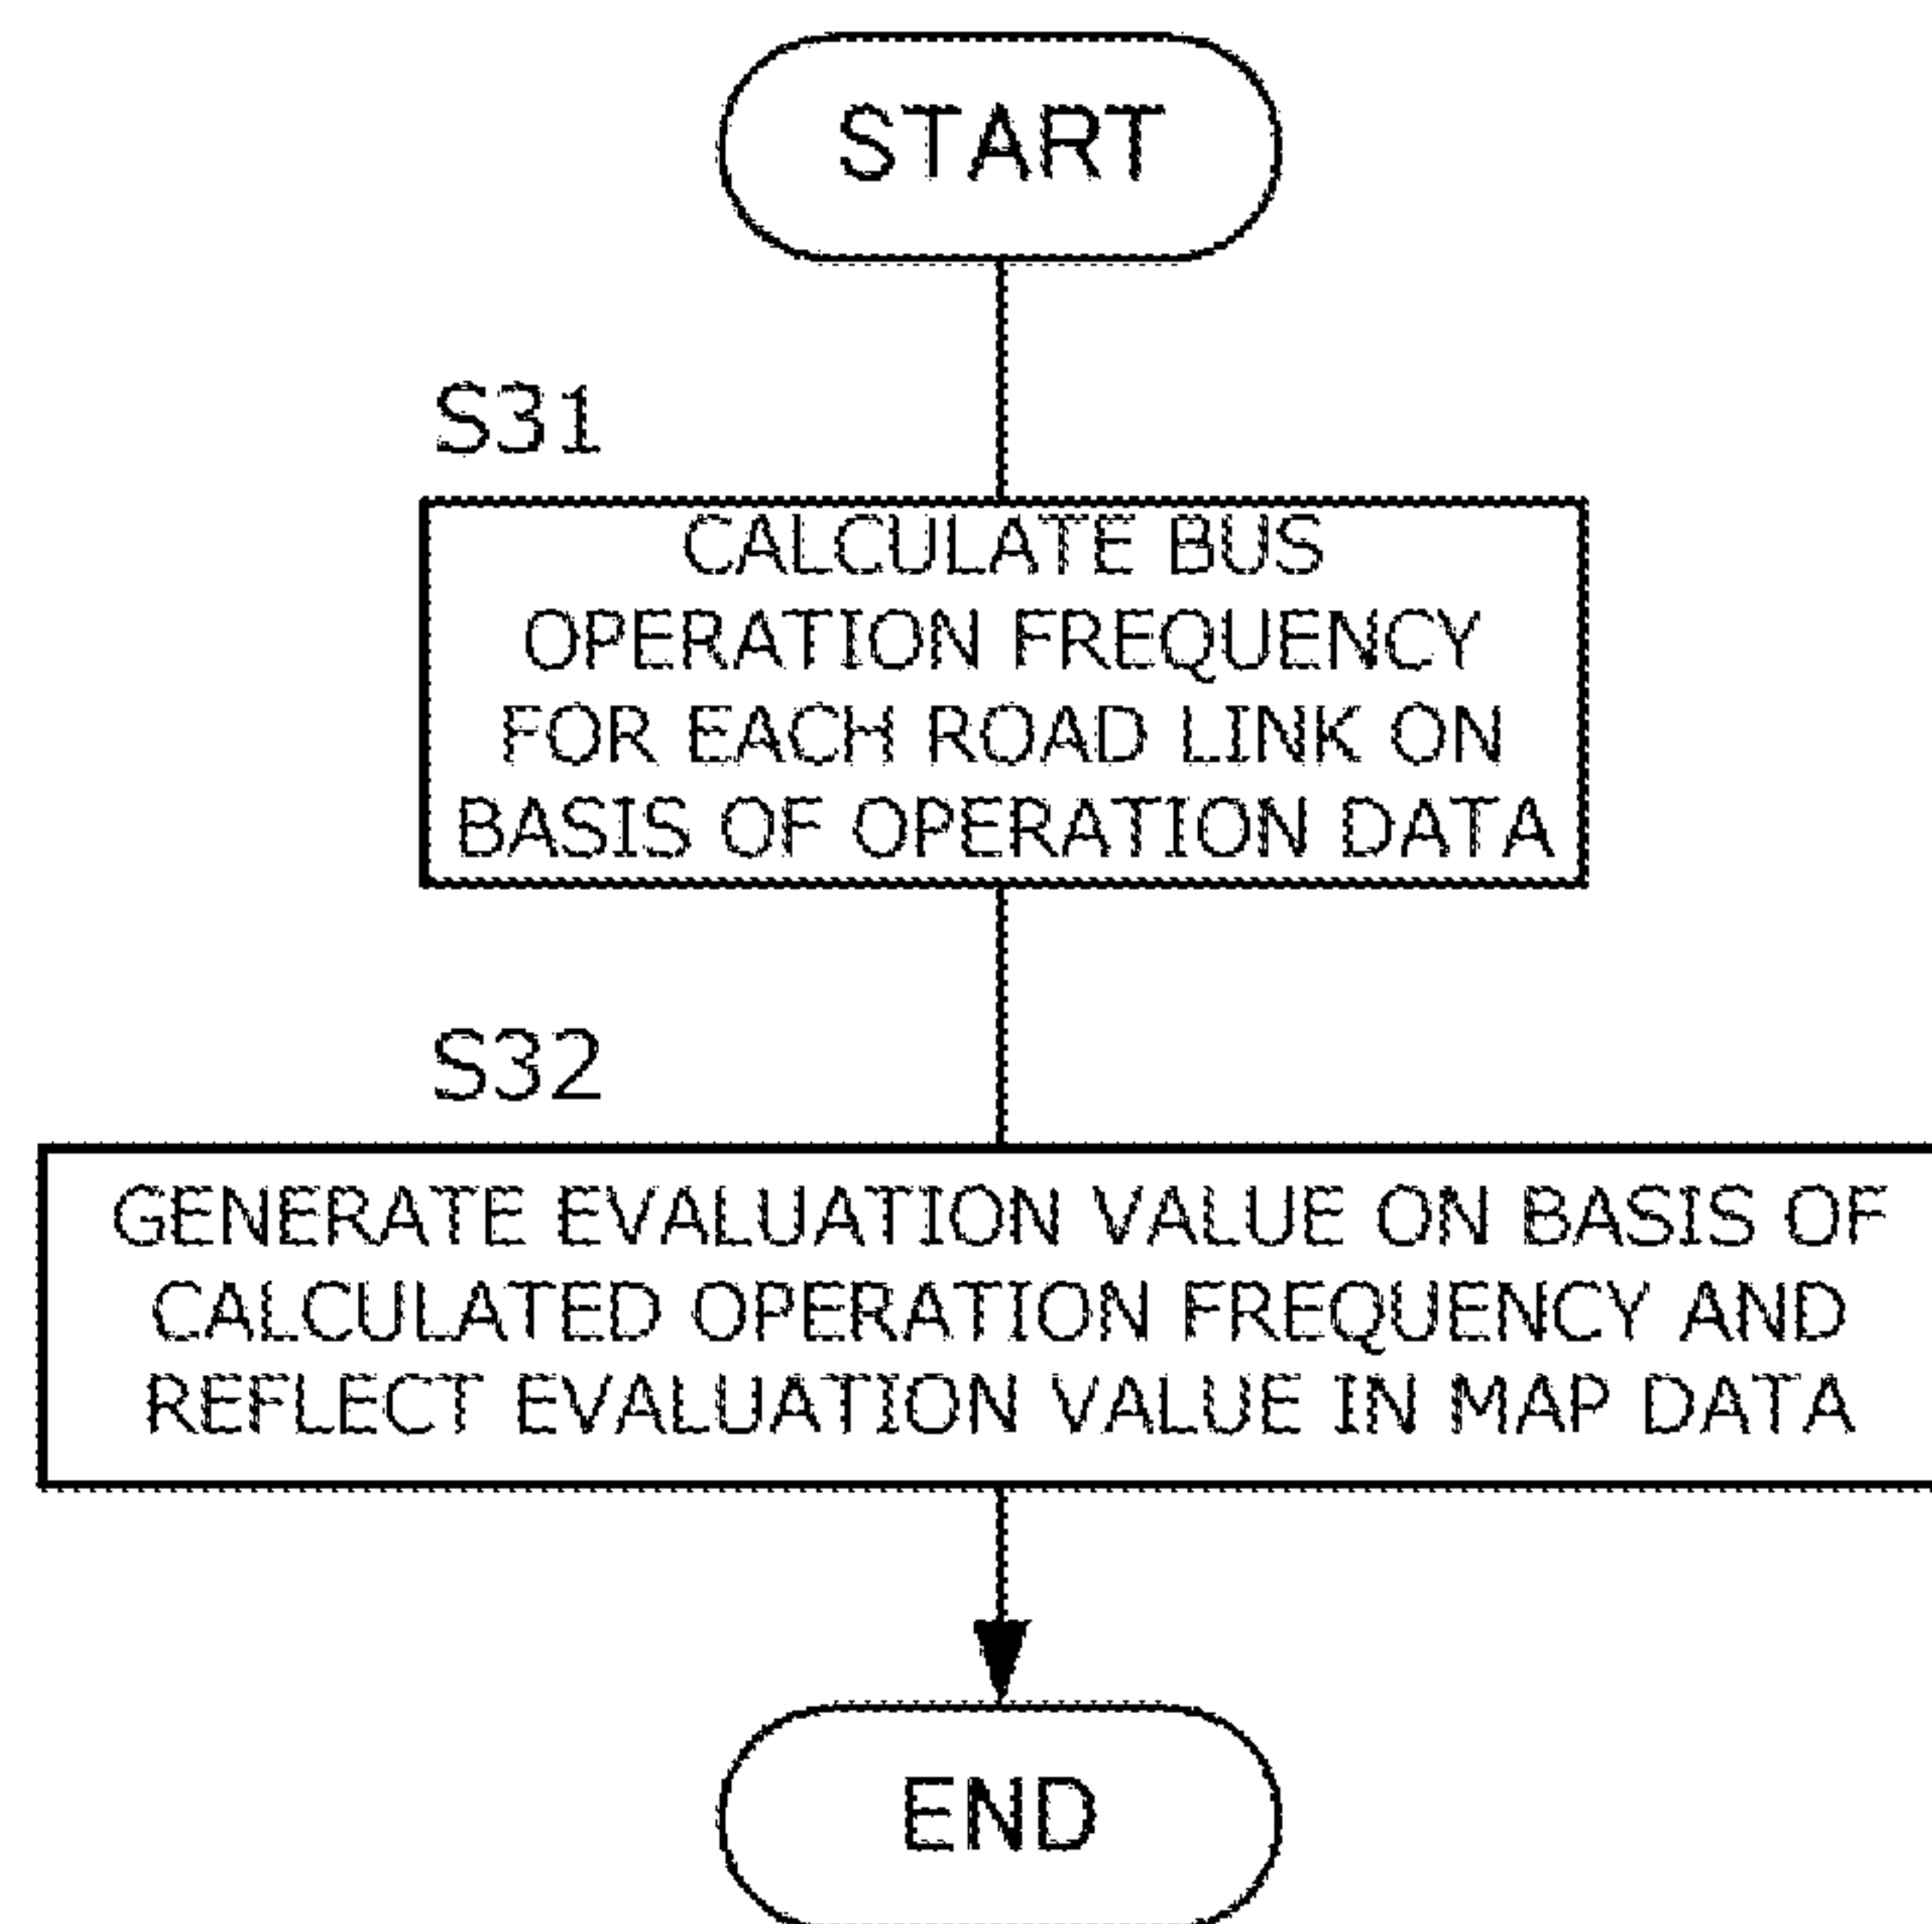 START
S31
CALCULATE BUS
OPERATION FREQUENCY
FOR EACH ROAD LINK ON
BASIS OF OPERATION DATA
S32
GENERATE EVALUATION VALUE ON BASIS OF
CALCULATED OPERATION FREQUENCY AND
REFLECT EVALUATION VALUE IN MAP DATA
END